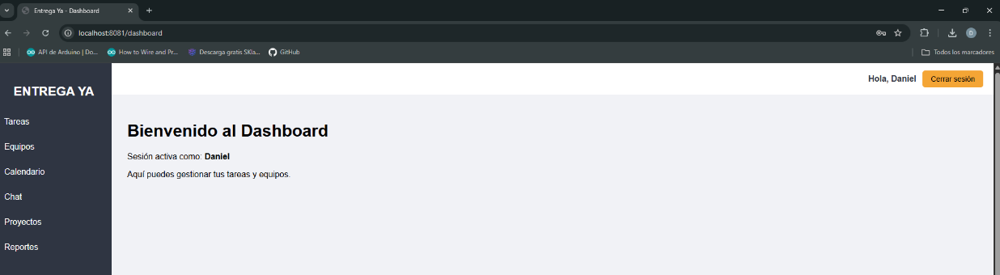 Entrega Ya - Dashboard
localhost:8081/dashboard
D
API de Arduino | Do...
How to Wire and Pr...
Descarga gratis SKla...
GitHub
Todos los marcadores
ENTREGA YA
Hola, Daniel
Cerrar sesión
Tareas
Equipos
Calendario
Chat
Proyectos
Reportes
Bienvenido al Dashboard
Sesión activa como: Daniel
Aquí puedes gestionar tus tareas y equipos.